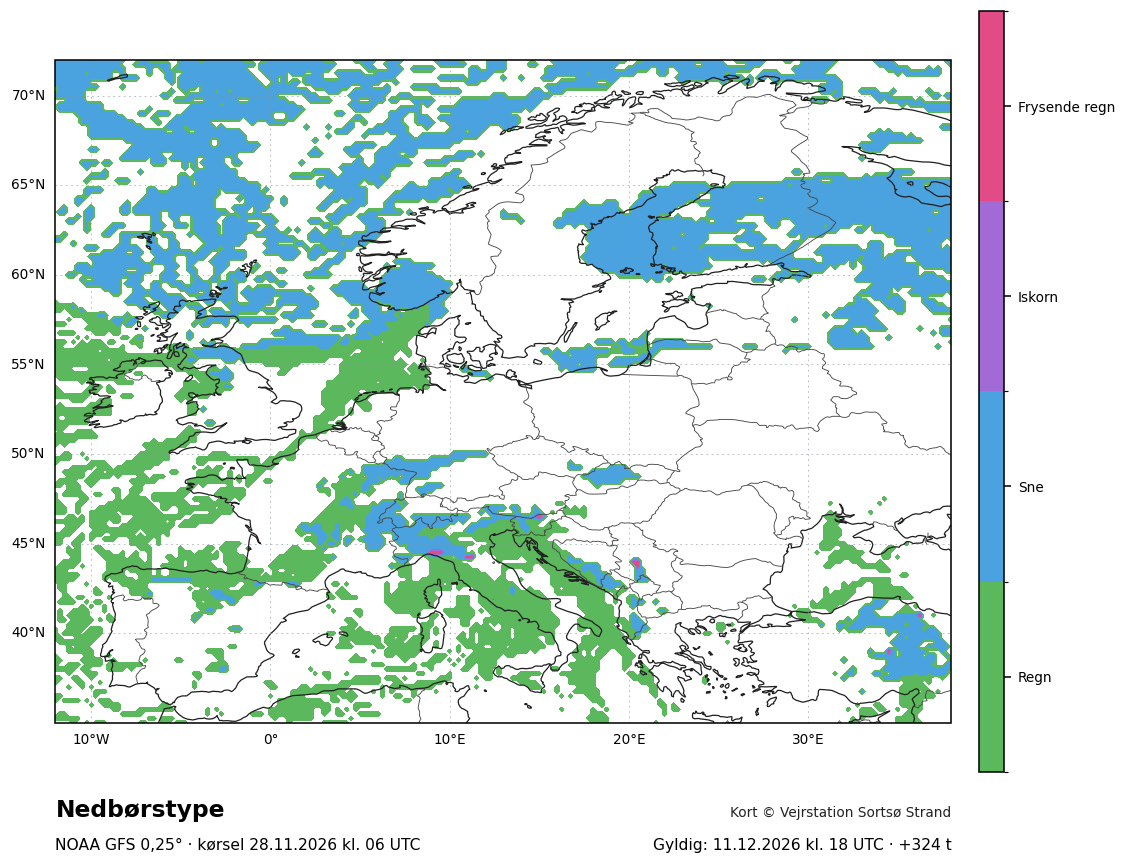 70°N
65°N
60°N
55°N
50°N
45°N
40°N
10°W
0°
10°E
20°E
30°E
Frysende regn
Iskorn
Sne
Regn
Nedbørstype
Kort © Vejrstation Sortsø Strand
NOAA GFS 0,25° · kørsel 28.11.2026 kl. 06 UTC
Gyldig: 11.12.2026 kl. 18 UTC · +324 t